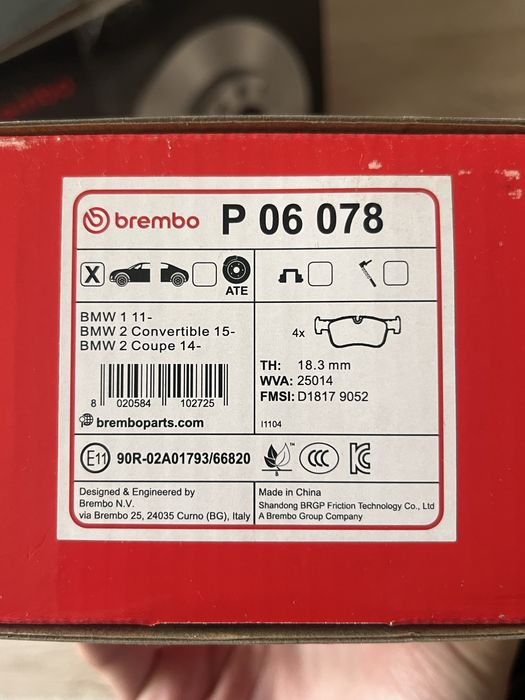 brembo
brembo P 06 078
X
ATE
BMW 1 11-
BMW 2 Convertible 15-
BMW 2 Coupe 14-
4x
TH: 18.3 mm
WVA: 25014
FMSI: D1817 9052
8 020584 102725
I1104
bremboparts.com
E11 90R-02A01793/66820
TM
CCC
Designed & Engineered by
Brembo N.V.
via Brembo 25, 24035 Curno (BG), Italy
Made in China
Shandong BRGP Friction Technology Co., Ltd
A Brembo Group Company